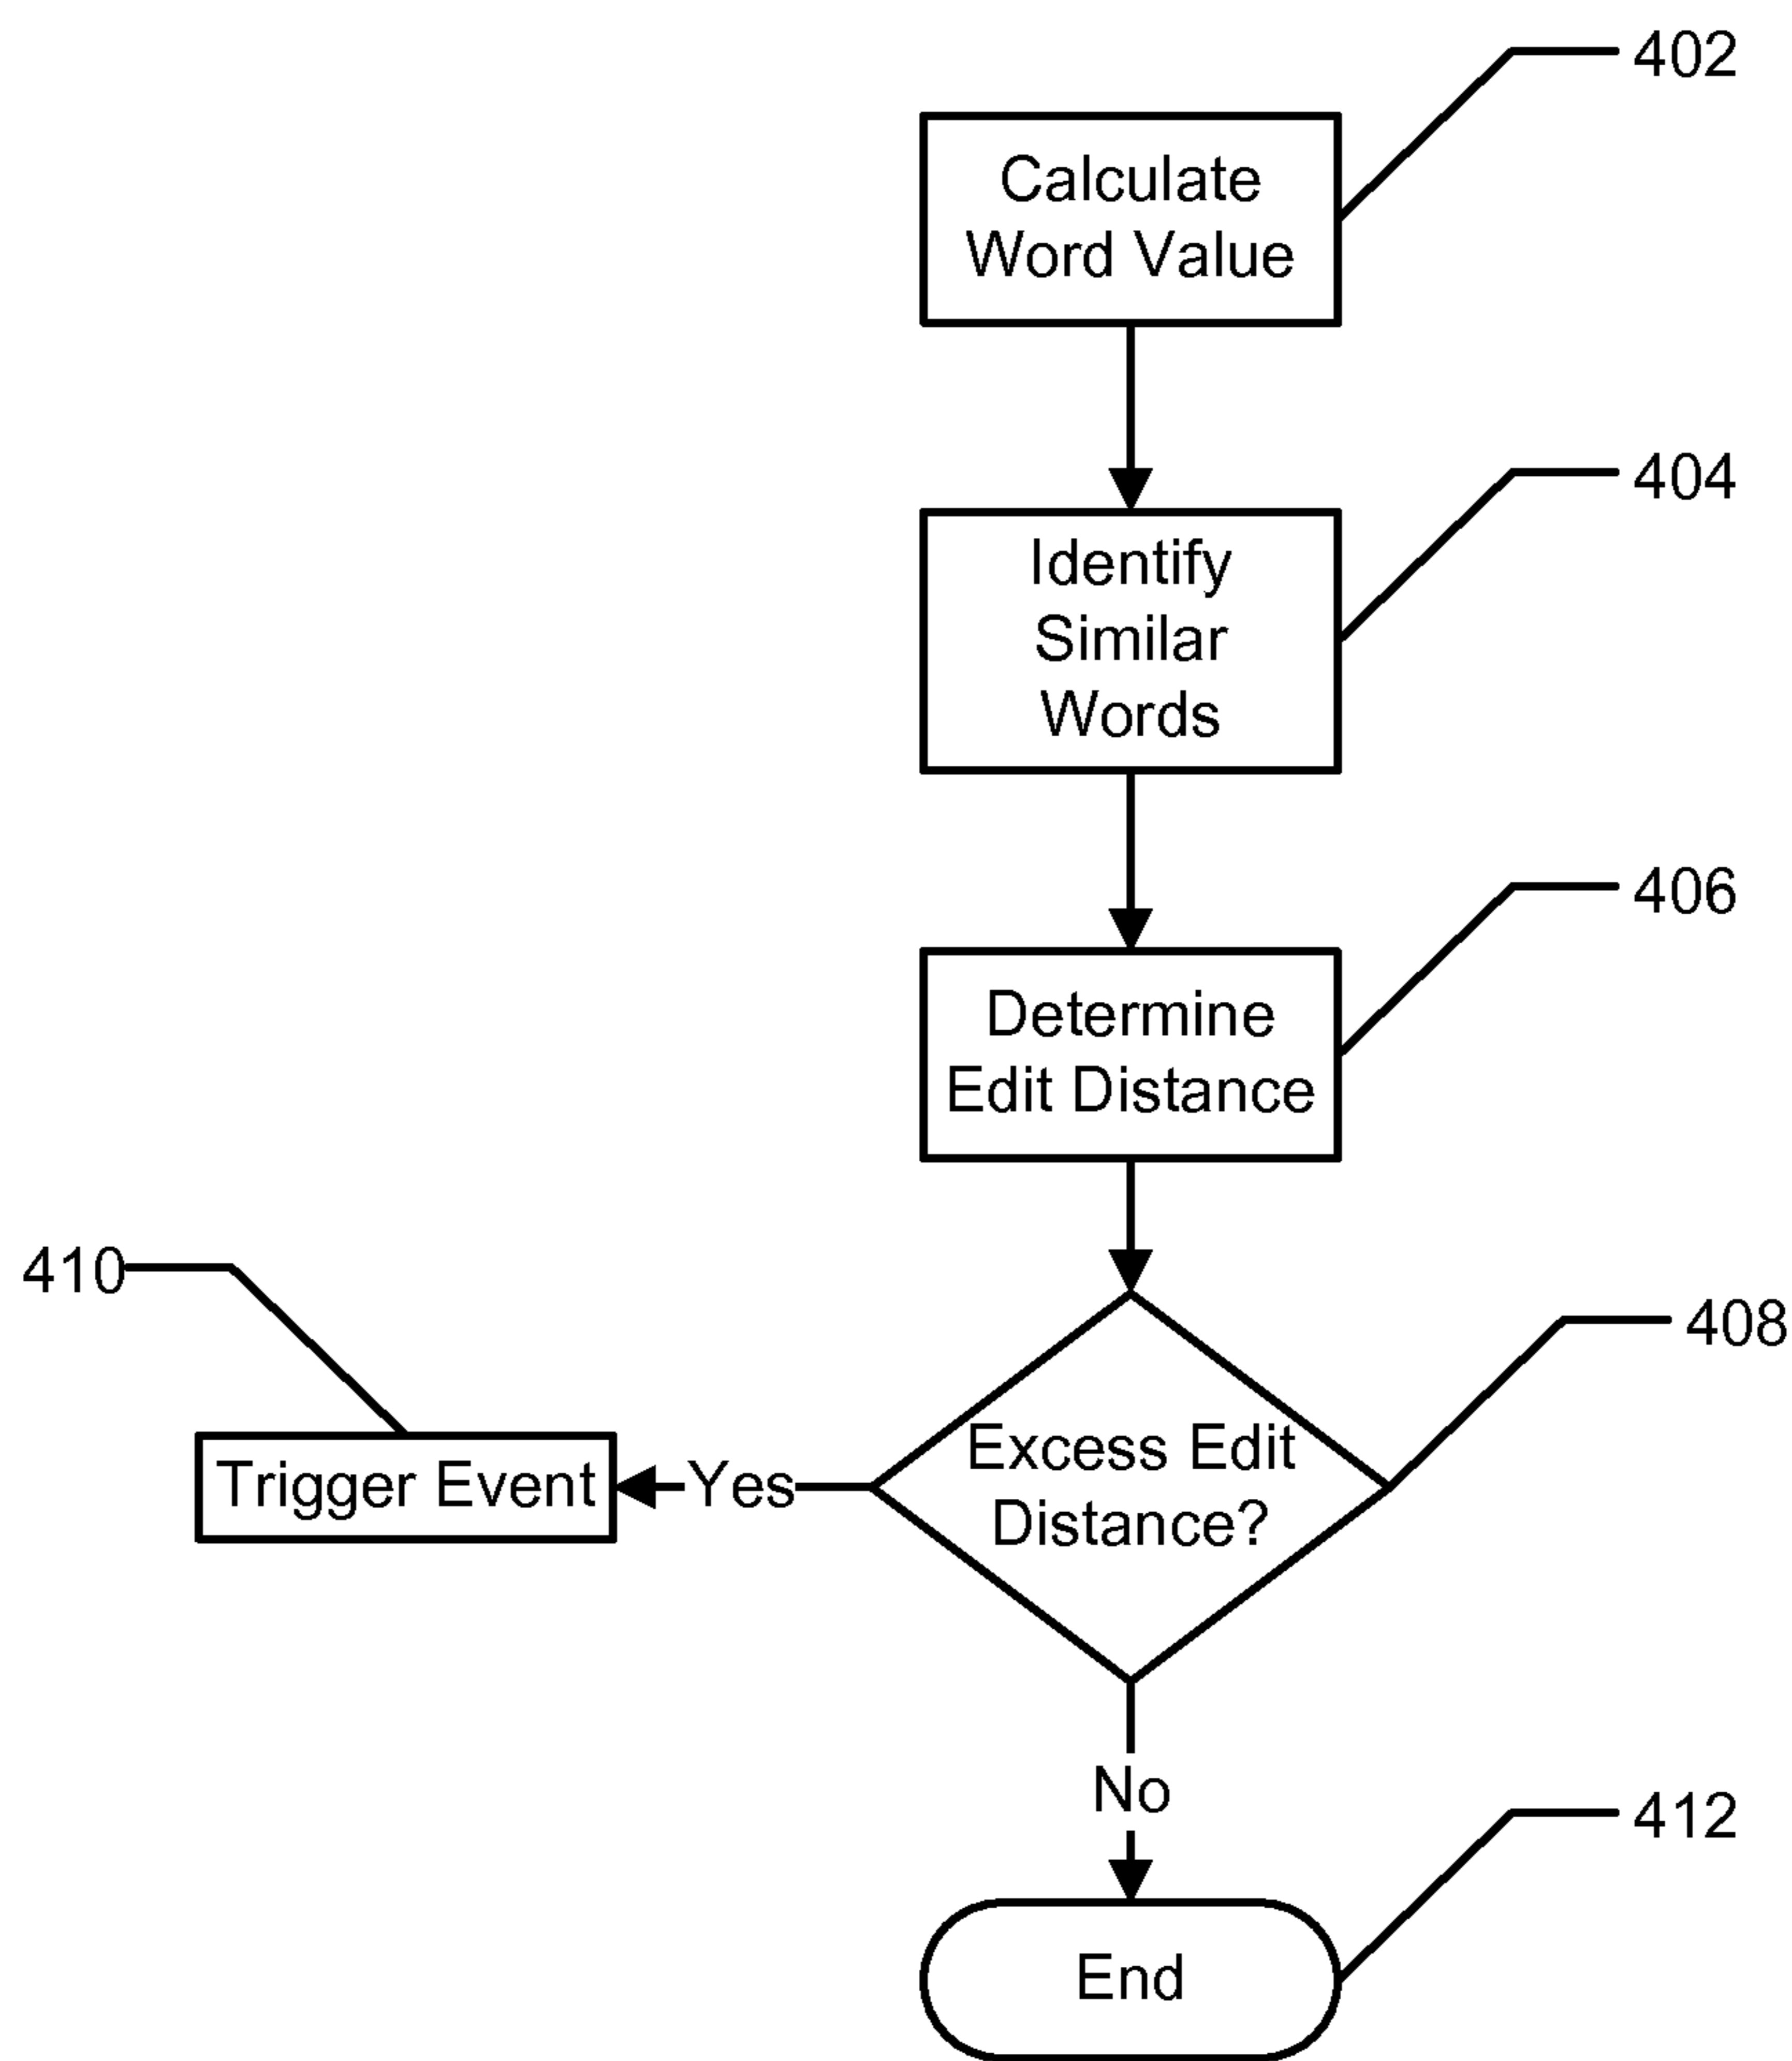 402
Calculate
Word Value
404
Identify
Similar
Words
406
Determine
Edit Distance
410
408
Excess Edit
Distance?
Trigger Event
Yes
No
412
End